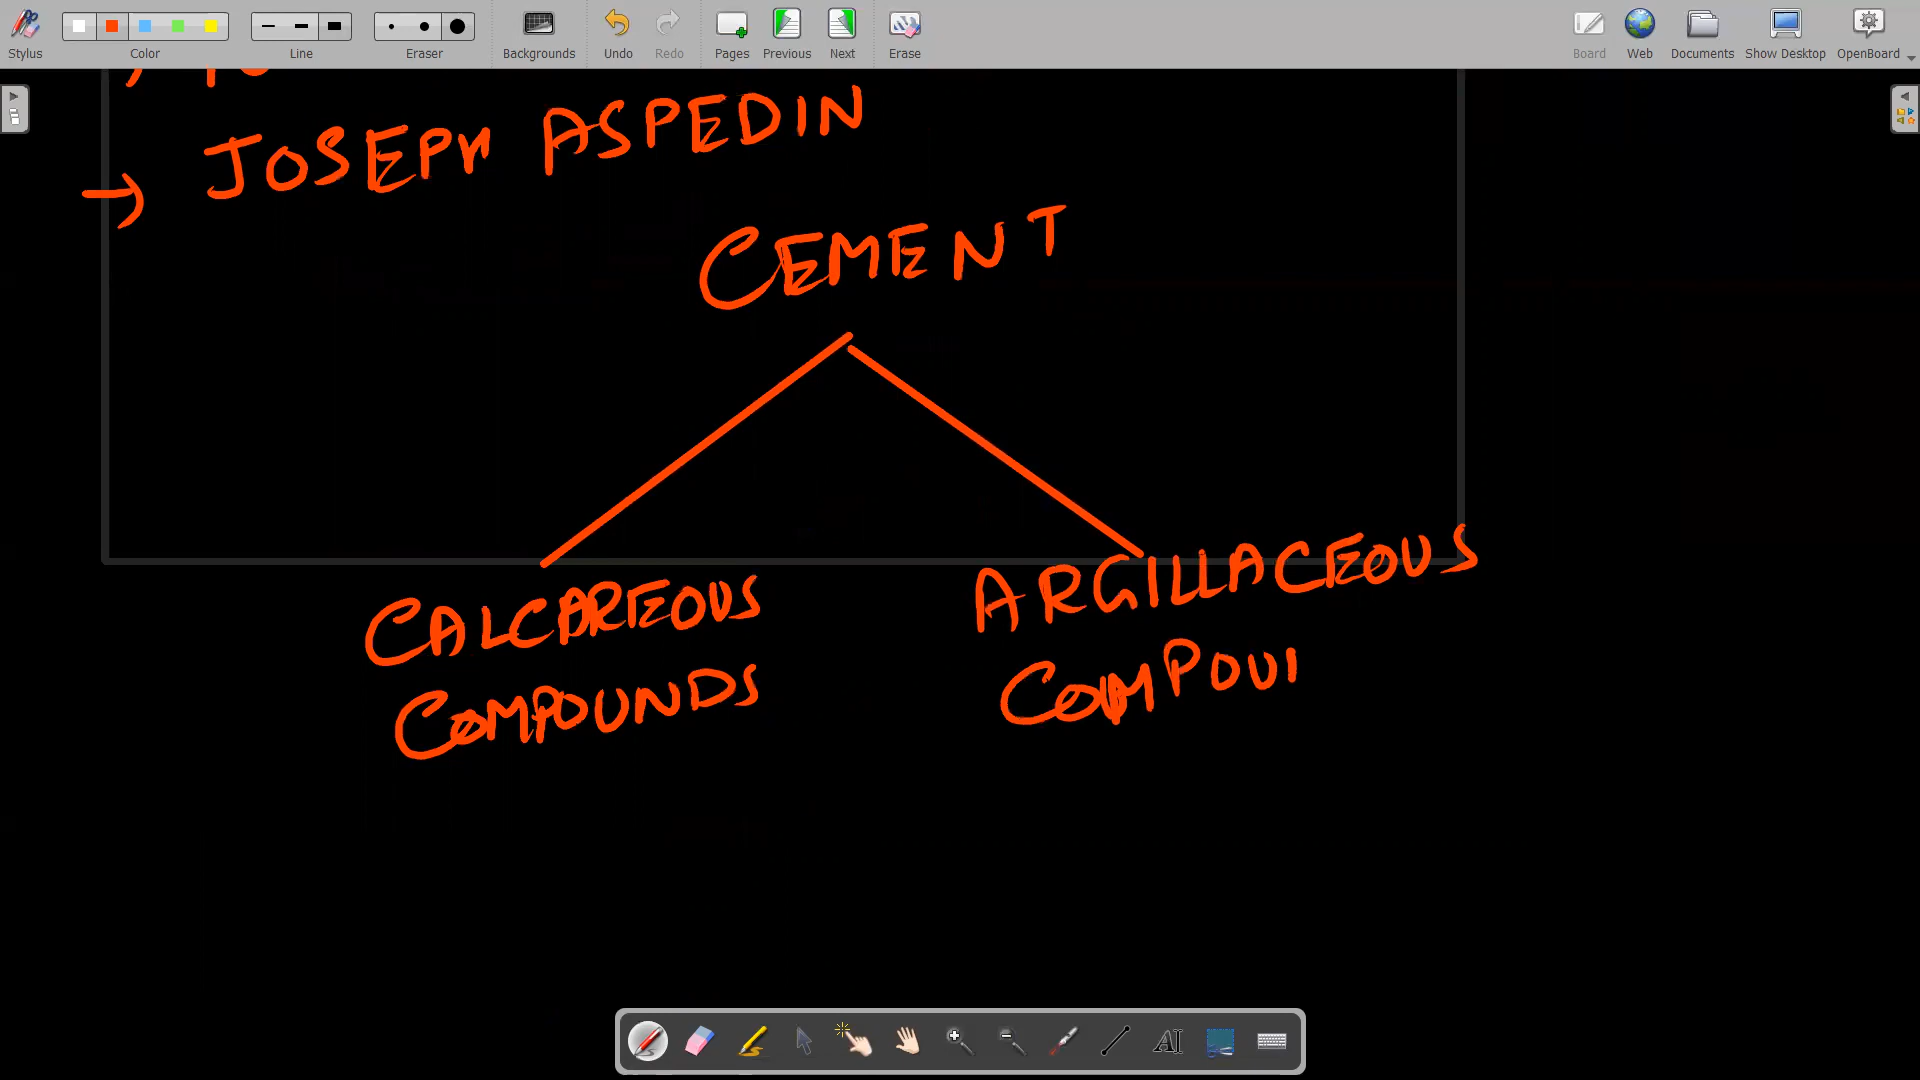 Stylus Color Line Eraser Backgrounds Undo Redo Pages Previous Next Erase Board Web Documents Show Desktop OpenBoard
→ JOSEPH ASPEDIN
CEMENT
CALCAREOUS ARGILLACEOUS
COMPOUNDS COMPOUI